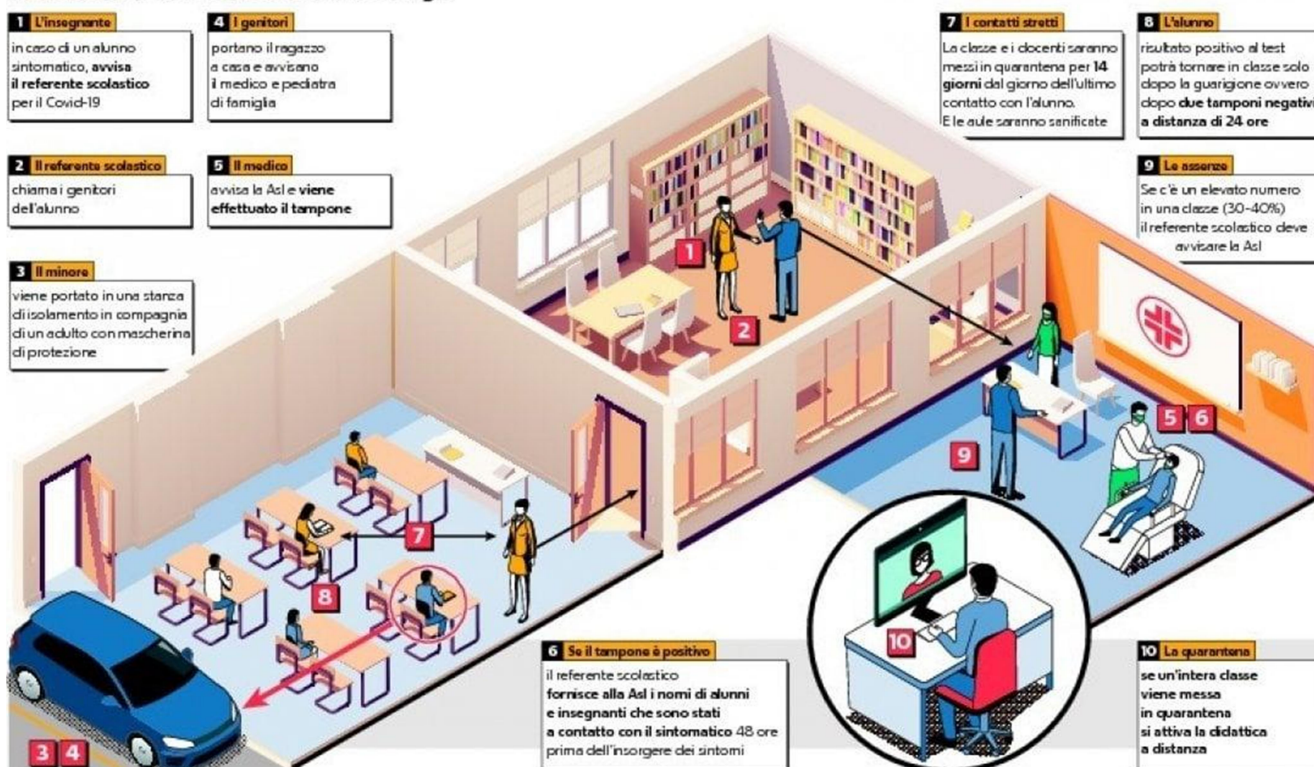 1 L'insegnante
in caso di un alunno
sintomatico, avvisa
il referente scolastico
per il Covid-19
2 Il referente scolastico
chiama i genitori
dell'alunno
3 Il minore
viene portato in una stanza
di isolamento in compagnia
di un adulto con mascherina
di protezione
4 I genitori
portano il ragazzo
a casa e avvisano
il medico e pediatra
di famiglia
5 Il medico
avvisa la Asl e viene
effettuato il tampone
6 Se il tampone è positivo
il referente scolastico
fornisce alla Asl i nomi di alunni
e insegnanti che sono stati
a contatto con il sintomatico 48 ore
prima dell'insorgere dei sintomi
7 I contatti stretti
La classe e i docenti saranno
messi in quarantena per 14
giorni dal giorno dell'ultimo
contatto con l'alunno.
E le aule saranno sanificate
8 L'alunno
risultato positivo al test
potrà tornare in classe solo
dopo la guarigione ovvero
dopo due tamponi negativi
a distanza di 24 ore
9 Le assenze
Se c'è un elevato numero
in una classe (30-40%)
il referente scolastico deve
avvisare la Asl
10 La quarantena
se un'intera classe
viene messa
in quarantena
si attiva la didattica
a distanza
1
2
5 6
9
7
8
10
3 4